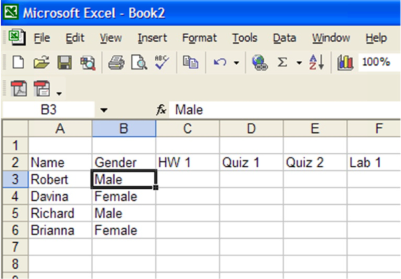 Microsoft Excel - Book2
File Edit View Insert Format Tools Data Window Help
100%
B3 fx Male
A B C D E F
1
2 Name Gender HW 1 Quiz 1 Quiz 2 Lab 1
3 Robert Male
4 Davina Female
5 Richard Male
6 Brianna Female
7
8